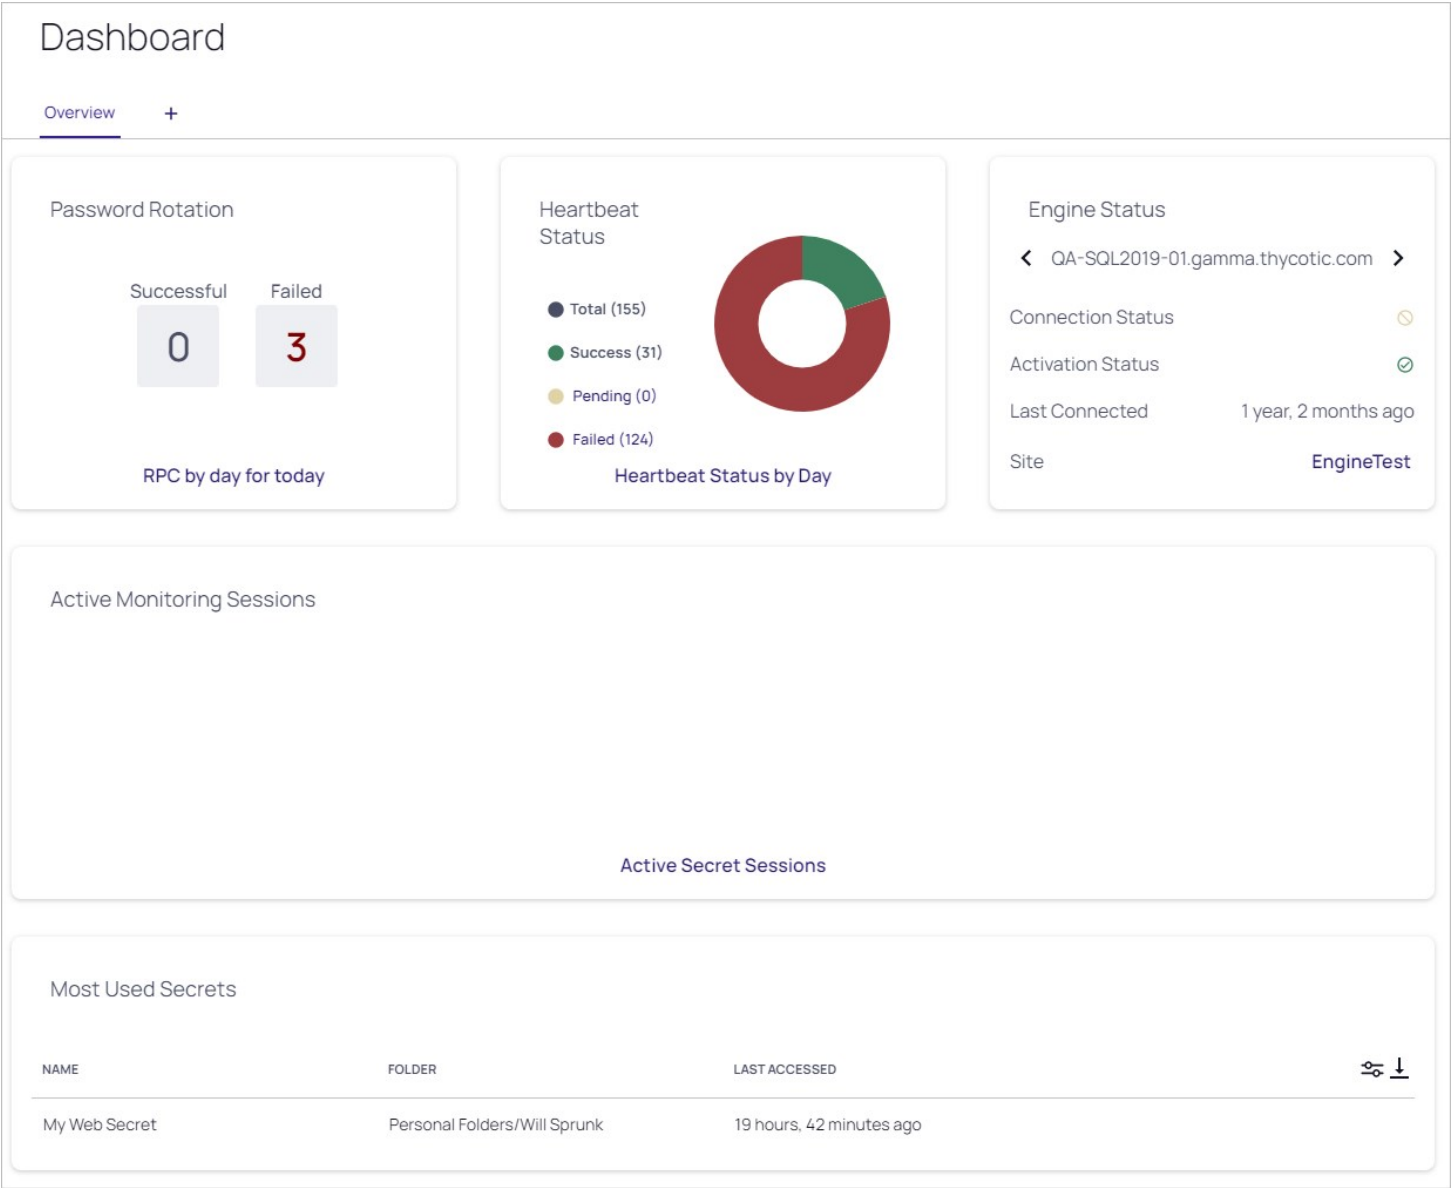 Dashboard
Overview +
Password Rotation
Successful Failed
0 3
RPC by day for today
Heartbeat
Status
Total (155)
Success (31)
Pending (0)
Failed (124)
Heartbeat Status by Day
Engine Status
QA-SQL2019-01.gamma.thycotic.com
Connection Status
Activation Status
Last Connected 1 year, 2 months ago
Site EngineTest
Active Monitoring Sessions
Active Secret Sessions
Most Used Secrets
NAME FOLDER LAST ACCESSED
My Web Secret Personal Folders/Will Sprunk 19 hours, 42 minutes ago